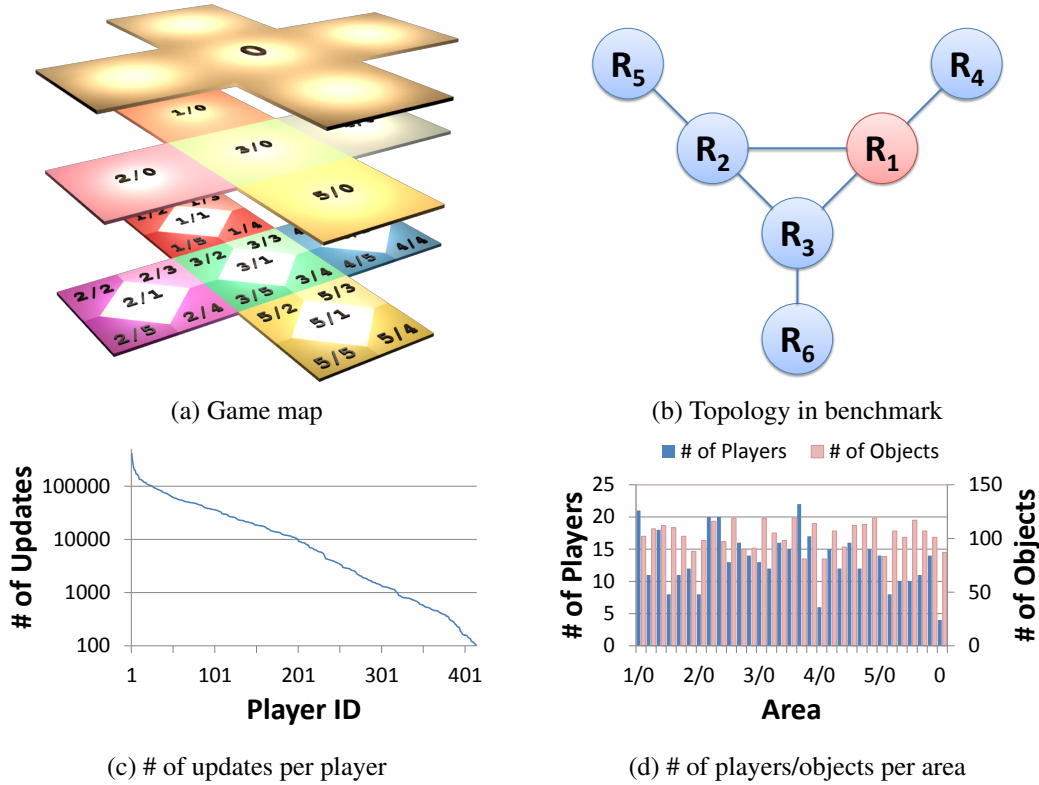 0
1/0
3/0
2/0
5/0
1/2 1/3
1/1
1/5 1/4
3/2 3/3
3/1
3/5 3/4
4/5 4/4
2/2 2/3
2/1
2/5 2/4
5/2 5/3
5/1
5/5 5/4
(a) Game map
R5
R4
R2
R1
R3
R6
(b) Topology in benchmark
# of Updates
100000
10000
1000
100
1 101 201 301 401
Player ID
(c) # of updates per player
# of Players # of Objects
# of Players
25
20
15
10
5
0
150
100
50
0
# of Objects
1/0 2/0 3/0 4/0 5/0 0
Area
(d) # of players/objects per area